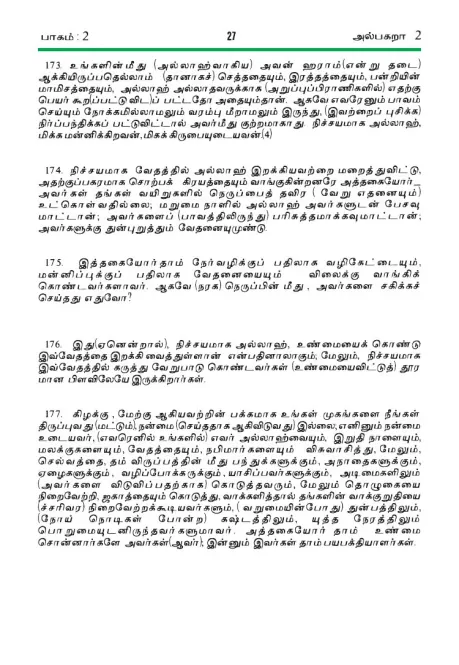 பாகம் : 2 27 அல்பகறா 2
173. உங்களின்மீது (அல்லாஹ்வாகிய) அவன் ஹராம்(என்று தடை)
ஆக்கியிருப்பதெல்லாம் (தானாகச்) செத்ததையும், இரத்தத்தையும், பன்றியின்
மாமிசத்தையும், அல்லாஹ் அல்லாதவருக்காக (அறுப்புப்பிராணிகளில்) எதற்கு
பெயர் கூறப்பட்டுவிட(ப்) பட்டதோ அதையும்தான். ஆகவே எவரேனும் பாவம்
செய்யும் நோக்கமில்லாமலும் வரம்பு மீறாமலும் இருந்து, (இவற்றைப் புசிக்க)
நிர்ப்பந்திக்கப் பட்டுவிட்டால் அவர்மீது குற்றமாகாது. நிச்சயமாக அல்லாஹ்,
மிக்க மன்னிக்கிறவன், மிகக் கிருபையுடையவன்.(4)
174. நிச்சயமாக வேதத்தில் அல்லாஹ் இறக்கியவற்றை மறைத்துவிட்டு,
அதற்குப்பகரமாக சொற்பக் கிரயத்தையும் வாங்குகின்றனரே அத்தகையோர்_
அவர்கள் தங்கள் வயிறுகளில் நெருப்பைத் தவிர ( வேறு எதனையும்)
உட்கொள்வதில்லை; மறுமை நாளில் அல்லாஹ் அவர்களுடன் பேசவு
மாட்டான்; அவர்களைப் (பாவத்திலிருந்து) பரிசுத்தமாக்கவுமாட்டான்;
அவர்களுக்கு துன்புறுத்தும் வேதனையுமுண்டு.
175. இத்தகையோர்தாம் நேர்வழிக்குப் பதிலாக வழிகேட்டையும்,
மன்னிப்புக்குப் பதிலாக வேதனையையும் விலைக்கு வாங்கிக்
கொண்டவர்களாவர். ஆகவே (நரக) நெருப்பின் மீது , அவர்களை சகிக்கச்
செய்தது எதுவோ?
176. இது(ஏனென்றால்), நிச்சயமாக அல்லாஹ், உண்மையைக் கொண்டு
இவ்வேதத்தை இறக்கி வைத்துள்ளான் என்பதினாலாகும்; மேலும், நிச்சயமாக
இவ்வேதத்தில் கருத்து வேறுபாடு கொண்டவர்கள் (உண்மையைவிட்டுத்) தூர
மான பிளவிலேயே இருக்கிறார்கள்.
177. கிழக்கு , மேற்கு ஆகியவற்றின் பக்கமாக உங்கள் முகங்களை நீங்கள்
திருப்புவது (மட்டும்), நன்மை (செய்ததாக ஆகிவிடுவது) இல்லை; எனினும் நன்மை
உடையவர், (எவரெனில் உங்களில்) எவர் அல்லாஹ்வையும், இறுதி நாளையும்,
மலக்குகளையும், வேதத்தையும், நபிமார்களையும் விசுவாசித்து, மேலும்,
செல்வத்தை, தம் விருப்பத்தின் மீது பந்துக்களுக்கும், அநாதைகளுக்கும்,
ஏழைகளுக்கும் , வழிப்போக்கருக்கும் , யாசிப்பவர்களுக்கும், அடிமைகளிலும்
(அவர்களை விடுவிப்பதற்காக) கொடுத்தவரும், மேலும் தொழுகையை
நிறைவேற்றி, ஜகாத்தையும் கொடுத்து, வாக்களித்தால் தங்களின் வாக்குறுதியை
(ச்சரிவர) நிறைவேற்றக்கூடியவர்களும், ( வறுமையின்போது) துன்பத்திலும்,
(நோய் நொடிகள் போன்ற) கஷ்டத்திலும், யுத்த நேரத்திலும்
பொறுமையுடனிருந்தவர்களுமாவர். அத்தகையோர் தாம் உண்மை
சொன்னார்களே அவர்கள்(ஆவர்); இன்னும் இவர்கள் தாம் பயபக்தியாளர்கள்.